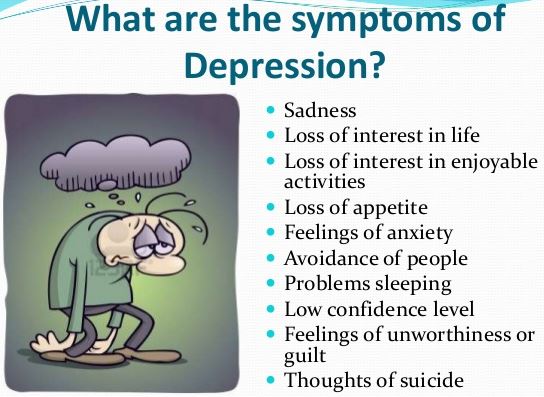 What are the symptoms of
Depression?
Sadness
Loss of interest in life
Loss of interest in enjoyable
activities
Loss of appetite
Feelings of anxiety
Avoidance of people
Problems sleeping
Low confidence level
Feelings of unworthiness or
guilt
Thoughts of suicide